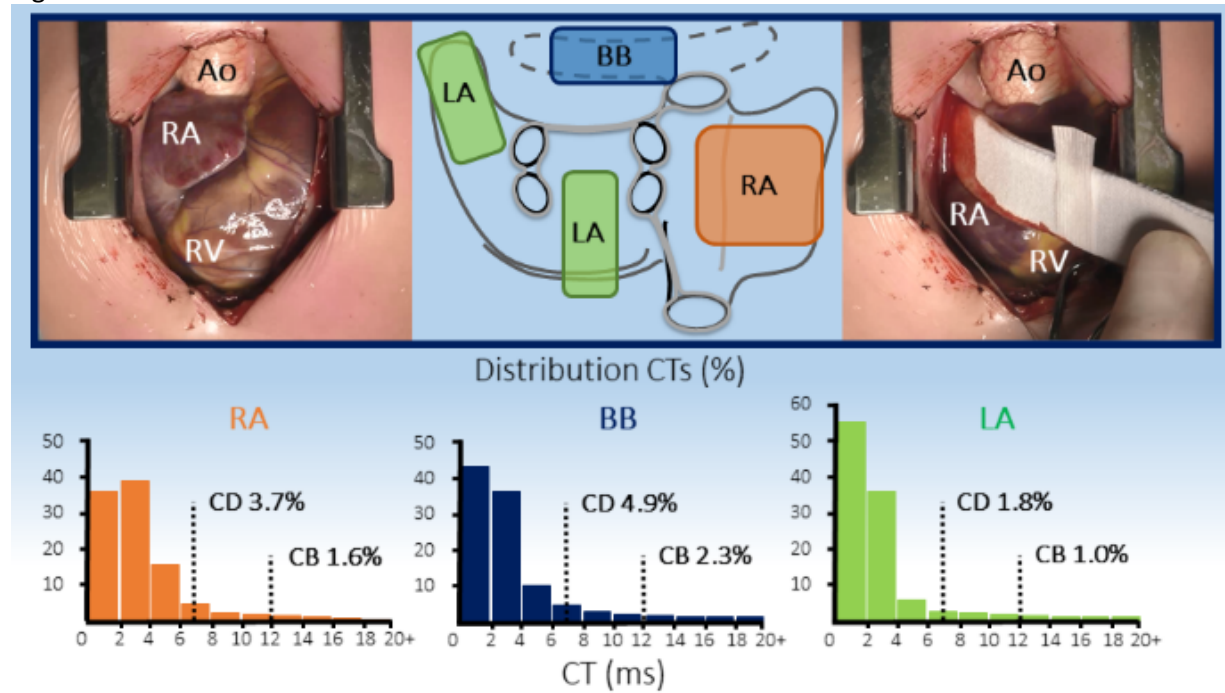 Ao
RA
RV
LA
BB
LA
RA
Ao
RA
RV
Distribution CTs (%)
RA
50
40
30
20
10
CD 3.7%
CB 1.6%
0 2 4 6 8 10 12 14 16 18 20+
BB
50
40
30
20
10
CD 4.9%
CB 2.3%
0 2 4 6 8 10 12 14 16 18 20+
LA
60
50
40
30
20
10
CD 1.8%
CB 1.0%
0 2 4 6 8 10 12 14 16 18 20+
CT (ms)